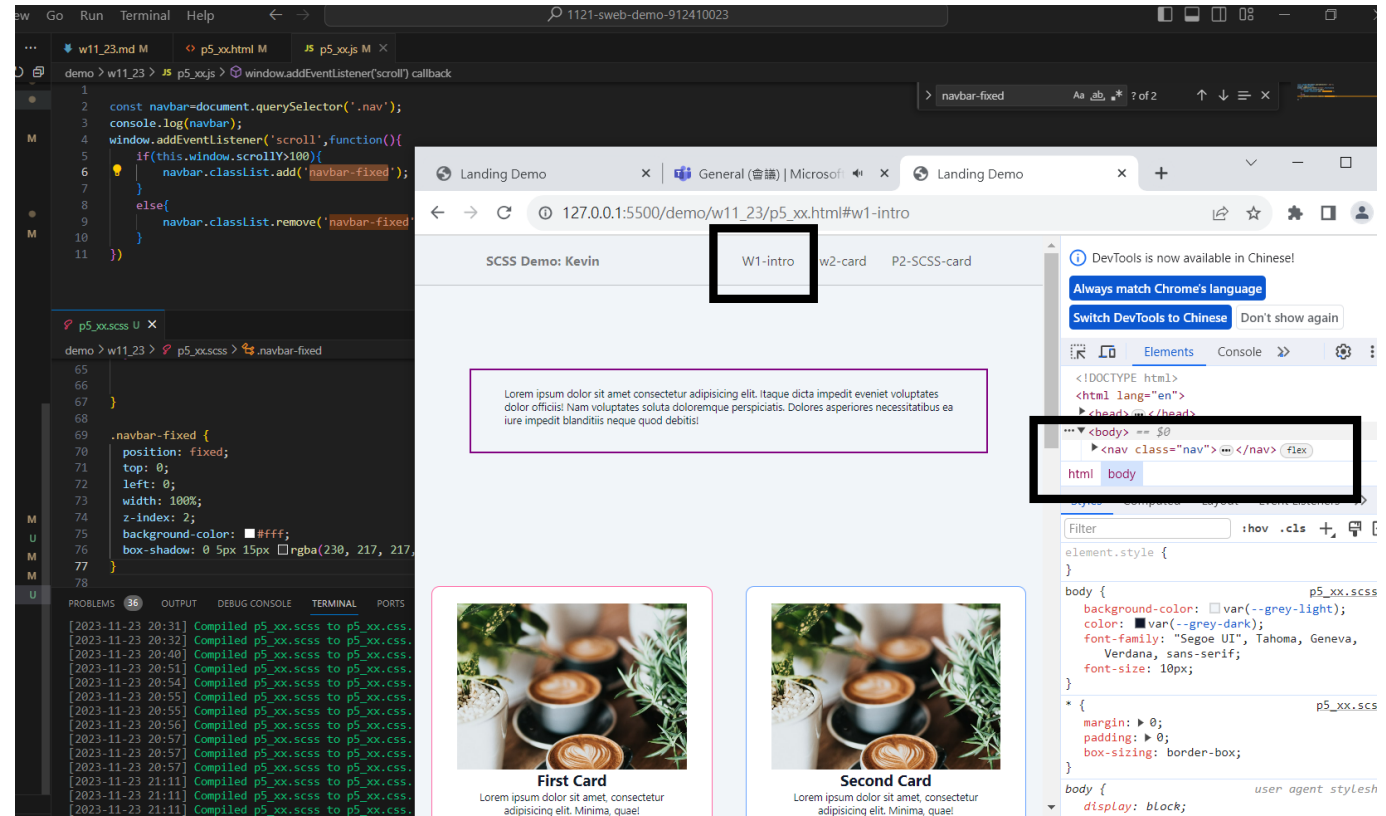 ew Go Run Terminal Help ← → 1121-sweb-demo-912410023
w11_23.md M p5_xx.html M JS p5_xx.js M ×
demo > w11_23 > JS p5_xx.js > window.addEventListener('scroll') callback
1
2 const navbar=document.querySelector('.nav');
3 console.log(navbar);
4 window.addEventListener('scroll',function(){
5 if(this.window.scrollY>100){
6 navbar.classList.add('navbar-fixed');
7 }
8 else{
9 navbar.classList.remove('navbar-fixed'
10 }
11 })
navbar-fixed Aa ab ? of 2
M
M
p5_xx.scss U ×
demo > w11_23 > p5_xx.scss > .navbar-fixed
65
66
67 }
68
69 .navbar-fixed {
70 position: fixed;
71 top: 0;
72 left: 0;
73 width: 100%;
74 z-index: 2;
75 background-color: #fff;
76 box-shadow: 0 5px 15px rgba(230, 217, 217,
77 }
78
M
U
M
M
U
PROBLEMS 36 OUTPUT DEBUG CONSOLE TERMINAL PORTS
[2023-11-23 20:31] Compiled p5_xx.scss to p5_xx.css.
[2023-11-23 20:32] Compiled p5_xx.scss to p5_xx.css.
[2023-11-23 20:40] Compiled p5_xx.scss to p5_xx.css.
[2023-11-23 20:51] Compiled p5_xx.scss to p5_xx.css.
[2023-11-23 20:54] Compiled p5_xx.scss to p5_xx.css.
[2023-11-23 20:55] Compiled p5_xx.scss to p5_xx.css.
[2023-11-23 20:56] Compiled p5_xx.scss to p5_xx.css.
[2023-11-23 20:57] Compiled p5_xx.scss to p5_xx.css.
[2023-11-23 20:57] Compiled p5_xx.scss to p5_xx.css.
[2023-11-23 20:57] Compiled p5_xx.scss to p5_xx.css.
[2023-11-23 21:11] Compiled p5_xx.scss to p5_xx.css.
[2023-11-23 21:11] Compiled p5_xx.scss to p5_xx.css.
[2023-11-23 21:11] Compiled p5_xx.scss to p5_xx.css.
Landing Demo × General (會議) | Microsof × Landing Demo × +
127.0.0.1:5500/demo/w11_23/p5_xx.html#w1-intro
SCSS Demo: Kevin W1-intro w2-card P2-SCSS-card
Lorem ipsum dolor sit amet consectetur adipisicing elit. Itaque dicta impedit eveniet voluptates
dolor officiis! Nam voluptates soluta doloremque perspiciatis. Dolores asperiores necessitatibus ea
iure impedit blanditiis neque quod debitis!
First Card
Lorem ipsum dolor sit amet, consectetur
adipisicing elit. Minima, quae!
Second Card
Lorem ipsum dolor sit amet, consectetur
adipisicing elit. Minima, quae!
DevTools is now available in Chinese!
Always match Chrome's language
Switch DevTools to Chinese Don't show again
Elements Console
<!DOCTYPE html>
<html lang="en">
<head> ⋯ </head>
<body> == $0
<nav class="nav"> ⋯ </nav> flex
html body
Filter :hov .cls +
element.style {
}
body { p5_xx.scss
background-color: var(--grey-light);
color: var(--grey-dark);
font-family: "Segoe UI", Tahoma, Geneva,
Verdana, sans-serif;
font-size: 10px;
}
* { p5_xx.scs
margin: 0;
padding: 0;
box-sizing: border-box;
}
body { user agent stylesh
display: block;